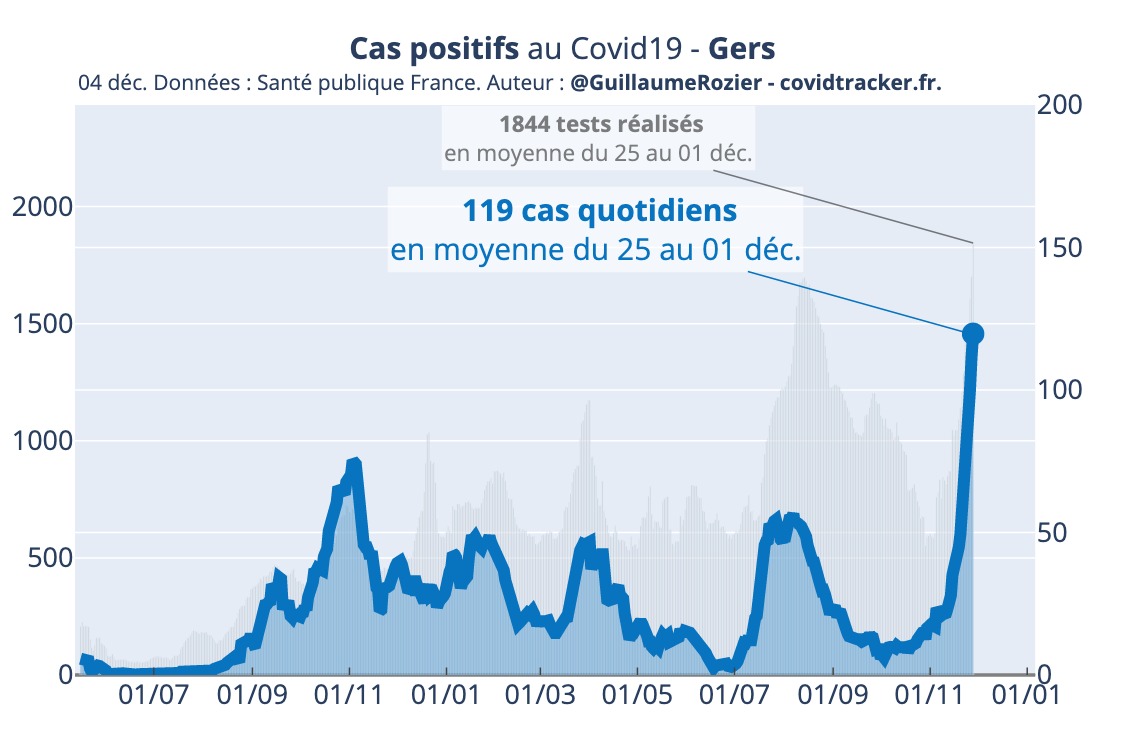 Cas positifs au Covid19 - Gers
04 déc. Données : Santé publique France. Auteur : @GuillaumeRozier - covidtracker.fr.
200
1844 tests réalisés
en moyenne du 25 au 01 déc.
2000
119 cas quotidiens
en moyenne du 25 au 01 déc.
150
1500
100
1000
50
500
0
0
01/07 01/09 01/11 01/01 01/03 01/05 01/07 01/09 01/11 01/01